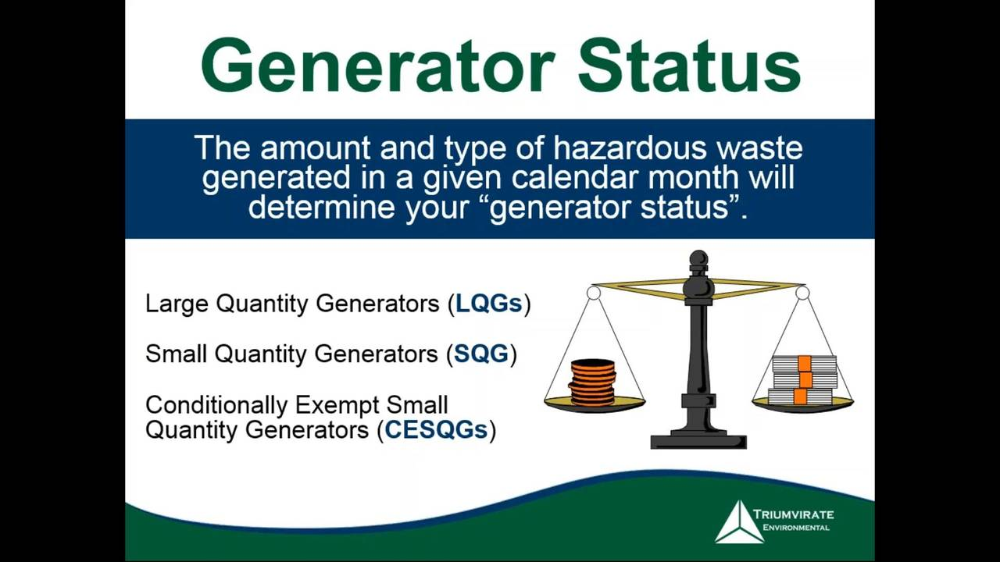 Generator Status
The amount and type of hazardous waste
generated in a given calendar month will
determine your “generator status”.
Large Quantity Generators (LQGs)
Small Quantity Generators (SQG)
Conditionally Exempt Small
Quantity Generators (CESQGs)
TRIUMVIRATE
ENVIRONMENTAL